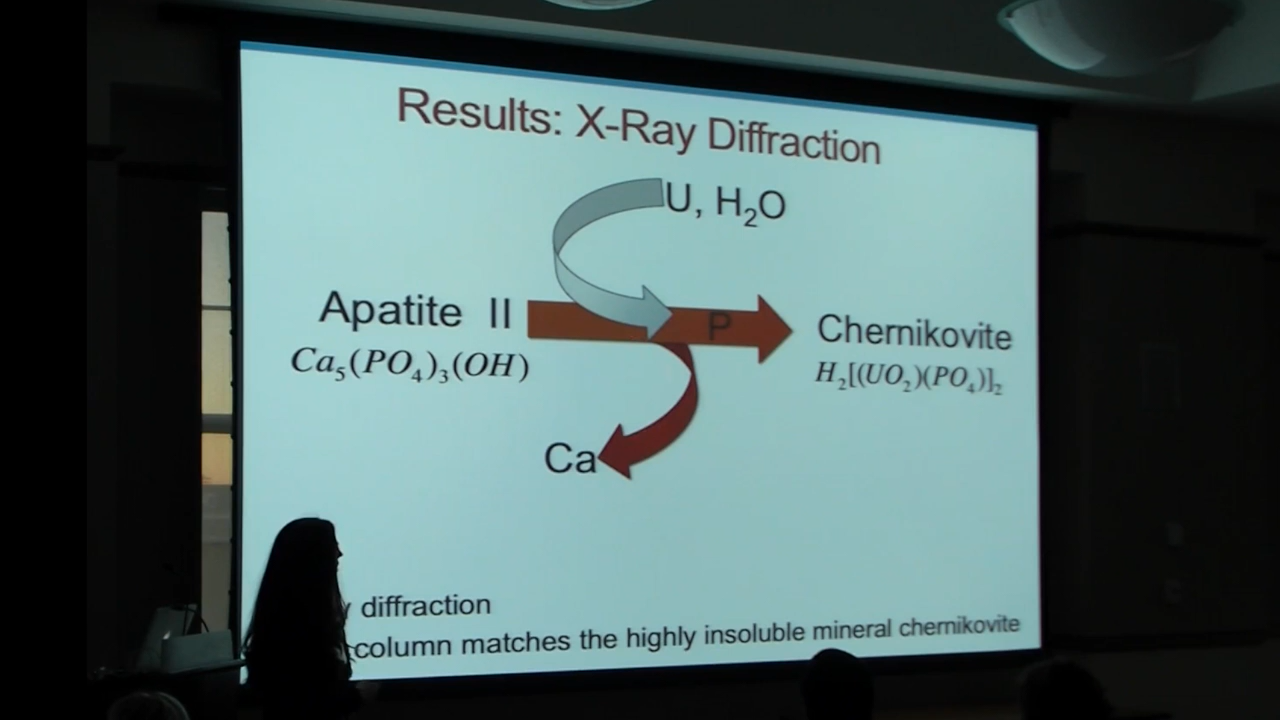 Results: X-Ray Diffraction
U, H₂O
Apatite II
P
Chernikovite
Ca₅(PO₄)₃(OH)
H₂[(UO₂)(PO₄)]₂
Ca
diffraction
column matches the highly insoluble mineral chernikovite